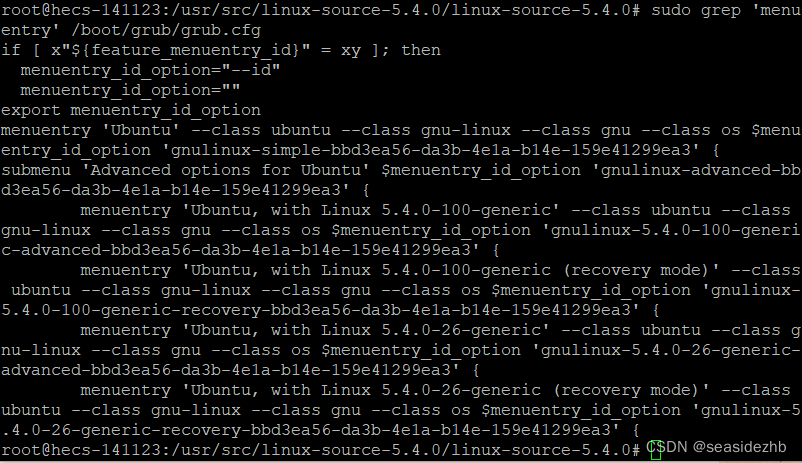 root@hecs-141123:/usr/src/linux-source-5.4.0/linux-source-5.4.0# sudo grep 'menu
entry' /boot/grub/grub.cfg
if [ x"${feature_menuentry_id}" = xy ]; then
  menuentry_id_option="--id"
  menuentry_id_option=""
export menuentry_id_option
menuentry 'Ubuntu' --class ubuntu --class gnu-linux --class gnu --class os $menu
entry_id_option 'gnulinux-simple-bbd3ea56-da3b-4e1a-b14e-159e41299ea3' {
submenu 'Advanced options for Ubuntu' $menuentry_id_option 'gnulinux-advanced-bb
d3ea56-da3b-4e1a-b14e-159e41299ea3' {
        menuentry 'Ubuntu, with Linux 5.4.0-100-generic' --class ubuntu --class
gnu-linux --class gnu --class os $menuentry_id_option 'gnulinux-5.4.0-100-generi
c-advanced-bbd3ea56-da3b-4e1a-b14e-159e41299ea3' {
        menuentry 'Ubuntu, with Linux 5.4.0-100-generic (recovery mode)' --class
 ubuntu --class gnu-linux --class gnu --class os $menuentry_id_option 'gnulinux-
5.4.0-100-generic-recovery-bbd3ea56-da3b-4e1a-b14e-159e41299ea3' {
        menuentry 'Ubuntu, with Linux 5.4.0-26-generic' --class ubuntu --class g
nu-linux --class gnu --class os $menuentry_id_option 'gnulinux-5.4.0-26-generic-
advanced-bbd3ea56-da3b-4e1a-b14e-159e41299ea3' {
        menuentry 'Ubuntu, with Linux 5.4.0-26-generic (recovery mode)' --class
ubuntu --class gnu-linux --class gnu --class os $menuentry_id_option 'gnulinux-5
.4.0-26-generic-recovery-bbd3ea56-da3b-4e1a-b14e-159e41299ea3' {
root@hecs-141123:/usr/src/linux-source-5.4.0/linux-source-5.4.0#
CSDN @seasidezhb